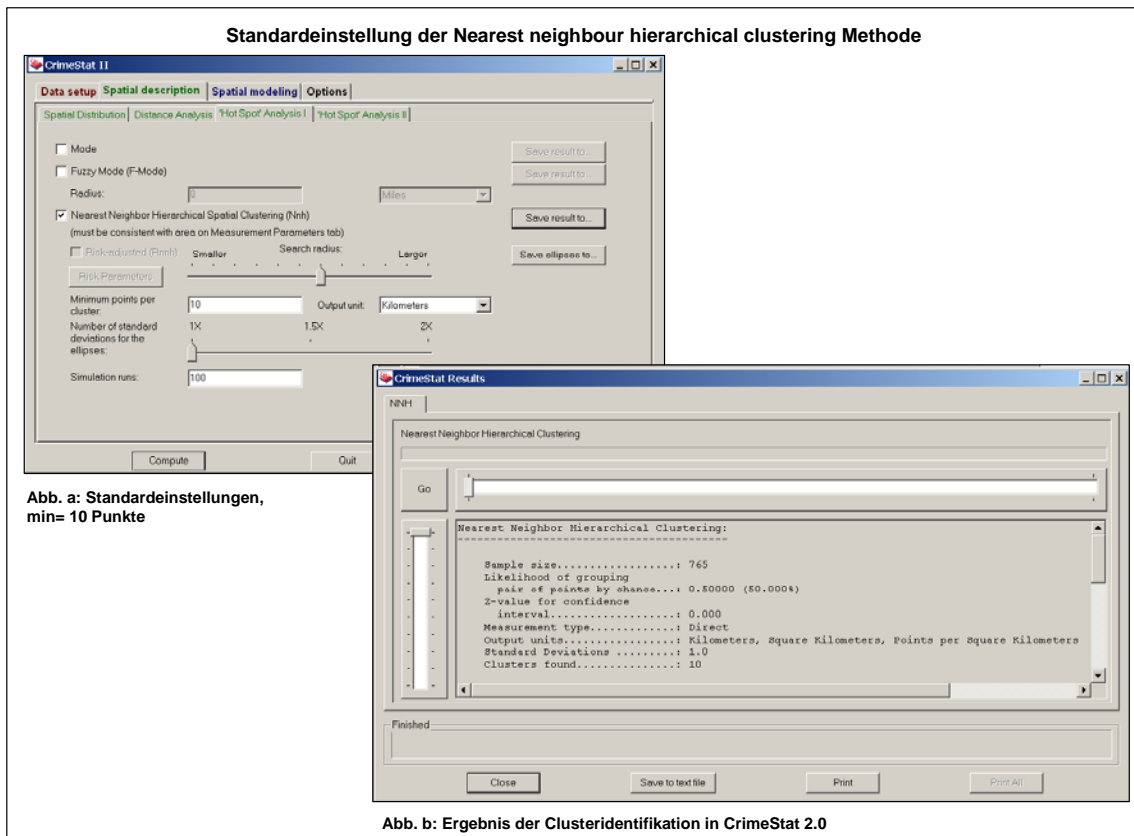 Standardeinstellung der Nearest neighbour hierarchical clustering Methode
CrimeStat II
Data setup Spatial description Spatial modeling Options
Spatial Distribution Distance Analysis 'Hot Spot' Analysis I 'Hot Spot' Analysis II
Mode
Save result to...
Fuzzy Mode (F-Mode)
Save result to...
Radius: 0 Miles
Nearest Neighbor Hierarchical Spatial Clustering (Nnh)
Save result to...
(must be consistent with area on Measurement Parameters tab)
Risk-adjusted (Rnnh) Smaller Search radius: Larger
Save ellipses to...
Risk Parameters
Minimum points per
cluster: 10 Output unit: Kilometers
Number of standard 1X 1.5X 2X
deviations for the
ellipses:
Simulation runs: 100
Compute Quit
Abb. a: Standardeinstellungen,
min= 10 Punkte
CrimeStat Results
NNH
Nearest Neighbor Hierarchical Clustering
Go
Nearest Neighbor Hierarchical Clustering:
-----------------------------------------
Sample size..................: 765
Likelihood of grouping
pair of points by chance...: 0.50000 (50.000%)
Z-value for confidence
interval...................: 0.000
Measurement type.............: Direct
Output units.................: Kilometers, Square Kilometers, Points per Square Kilometers
Standard Deviations .........: 1.0
Clusters found...............: 10
Finished
Close Save to text file Print Print All
Abb. b: Ergebnis der Clusteridentifikation in CrimeStat 2.0